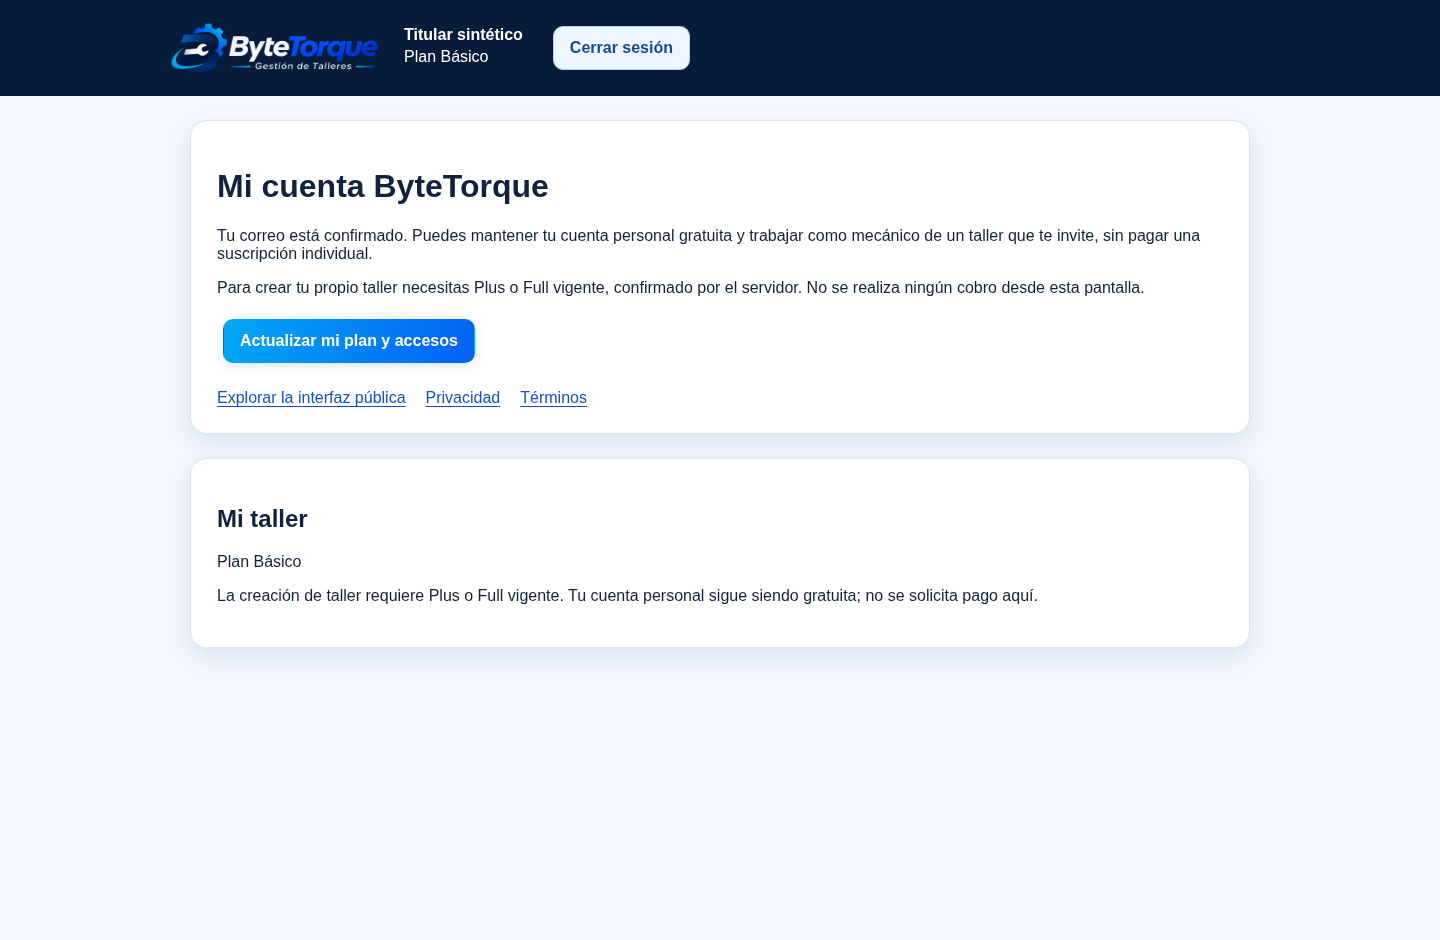 ByteTorque
Gestión de Talleres
Titular sintético
Plan Básico
Cerrar sesión
Mi cuenta ByteTorque
Tu correo está confirmado. Puedes mantener tu cuenta personal gratuita y trabajar como mecánico de un taller que te invite, sin pagar una
suscripción individual.
Para crear tu propio taller necesitas Plus o Full vigente, confirmado por el servidor. No se realiza ningún cobro desde esta pantalla.
Actualizar mi plan y accesos
Explorar la interfaz pública Privacidad Términos
Mi taller
Plan Básico
La creación de taller requiere Plus o Full vigente. Tu cuenta personal sigue siendo gratuita; no se solicita pago aquí.